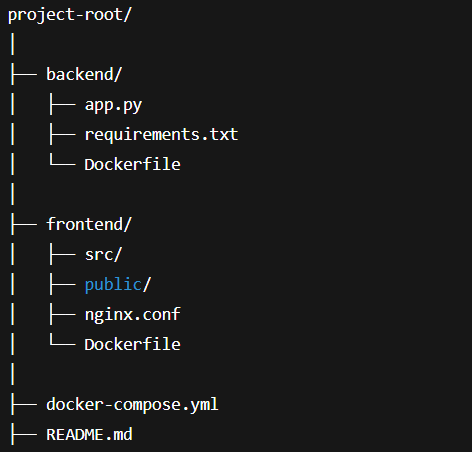 project-root/
│
├── backend/
│   ├── app.py
│   ├── requirements.txt
│   └── Dockerfile
│
├── frontend/
│   ├── src/
│   ├── public/
│   ├── nginx.conf
│   └── Dockerfile
│
├── docker-compose.yml
├── README.md